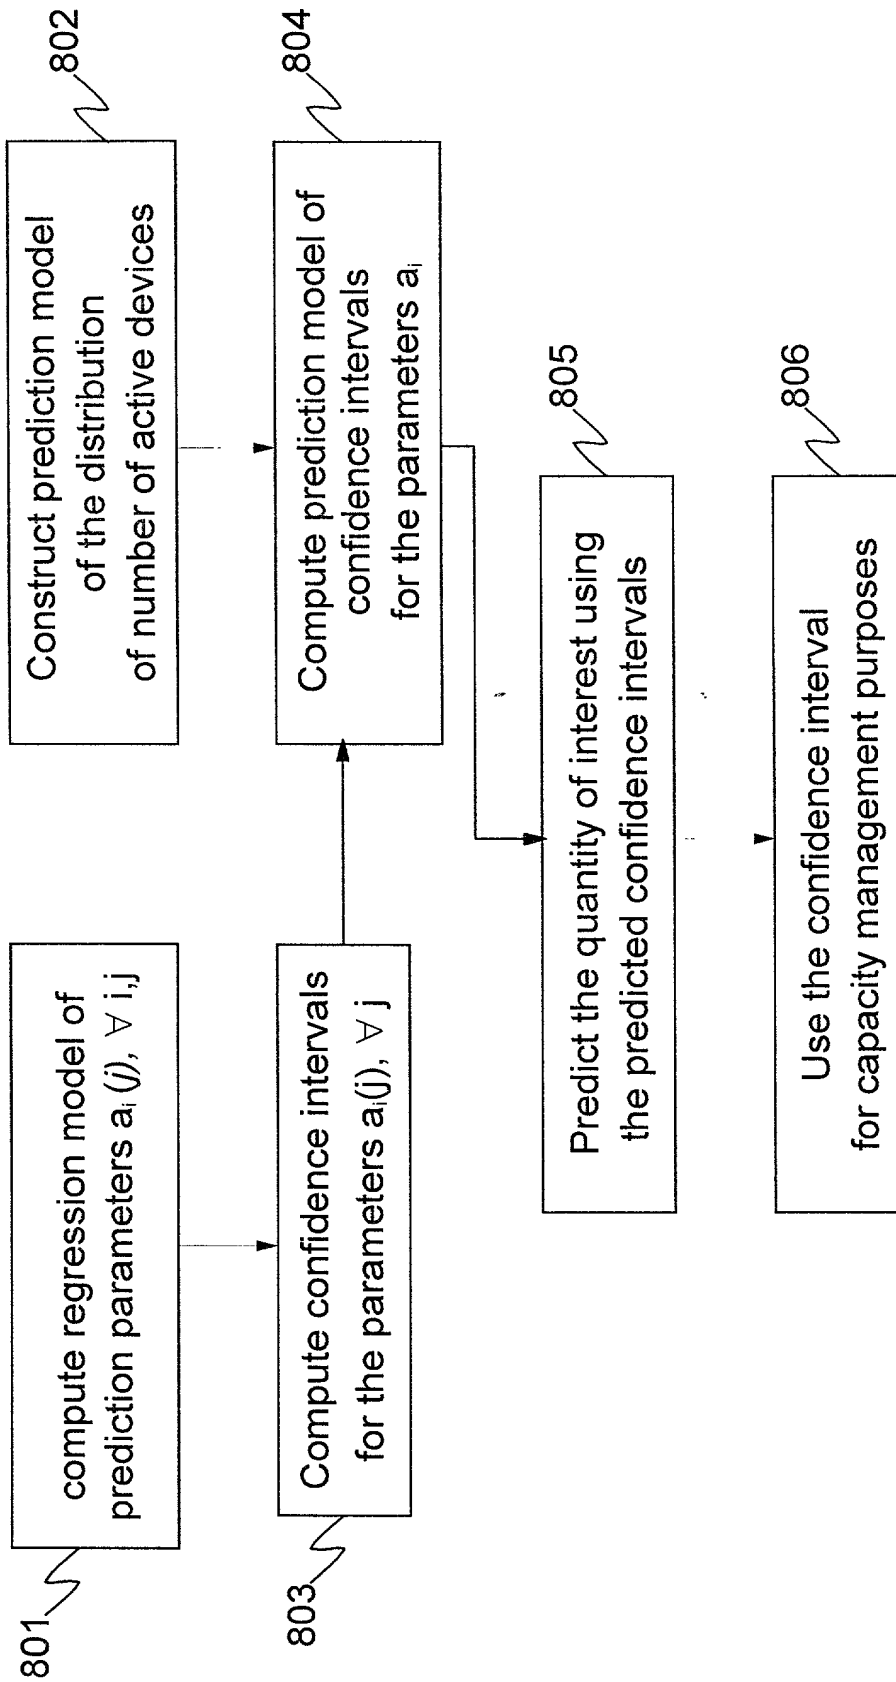 801
compute regression model of
prediction parameters aᵢ (j), ∀ i,j
802
Construct prediction model
of the distribution
of number of active devices
803
Compute confidence intervals
for the parameters aᵢ(j), ∀ j
804
Compute prediction model of
confidence intervals
for the parameters aᵢ
805
Predict the quantity of interest using
the predicted confidence intervals
806
Use the confidence interval
for capacity management purposes